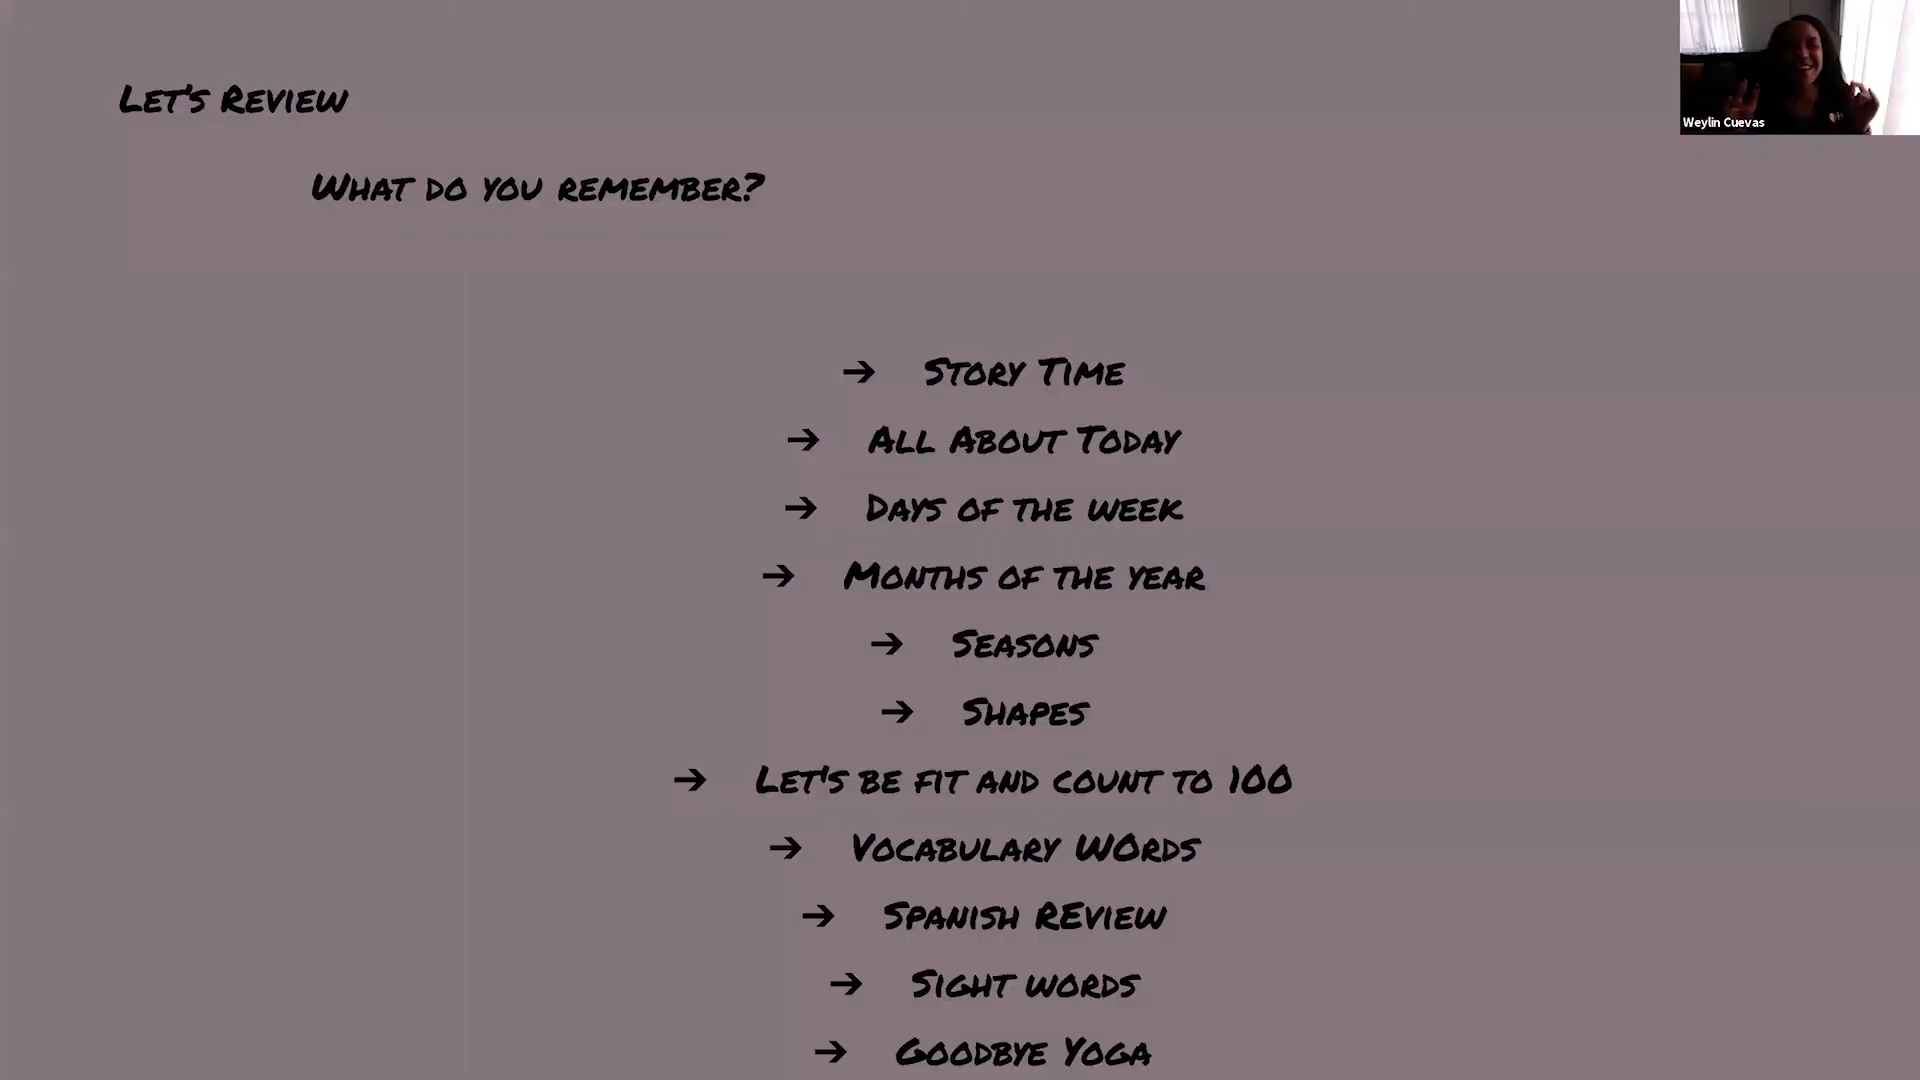 Let's Review
What do you remember?
Weylin Cuevas
→ Story Time
→ All About Today
→ Days of the week
→ Months of the year
→ Seasons
→ Shapes
→ Let's be fit and count to 100
→ Vocabulary WOrds
→ Spanish REview
→ Sight words
→ Goodbye Yoga